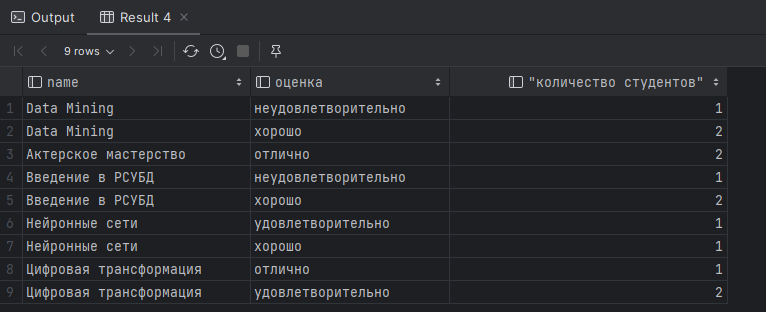 Output Result 4
9 rows
name оценка "количество студентов"
1 Data Mining неудовлетворительно 1
2 Data Mining хорошо 2
3 Актерское мастерство отлично 2
4 Введение в РСУБД неудовлетворительно 1
5 Введение в РСУБД хорошо 2
6 Нейронные сети удовлетворительно 1
7 Нейронные сети хорошо 1
8 Цифровая трансформация отлично 1
9 Цифровая трансформация удовлетворительно 2